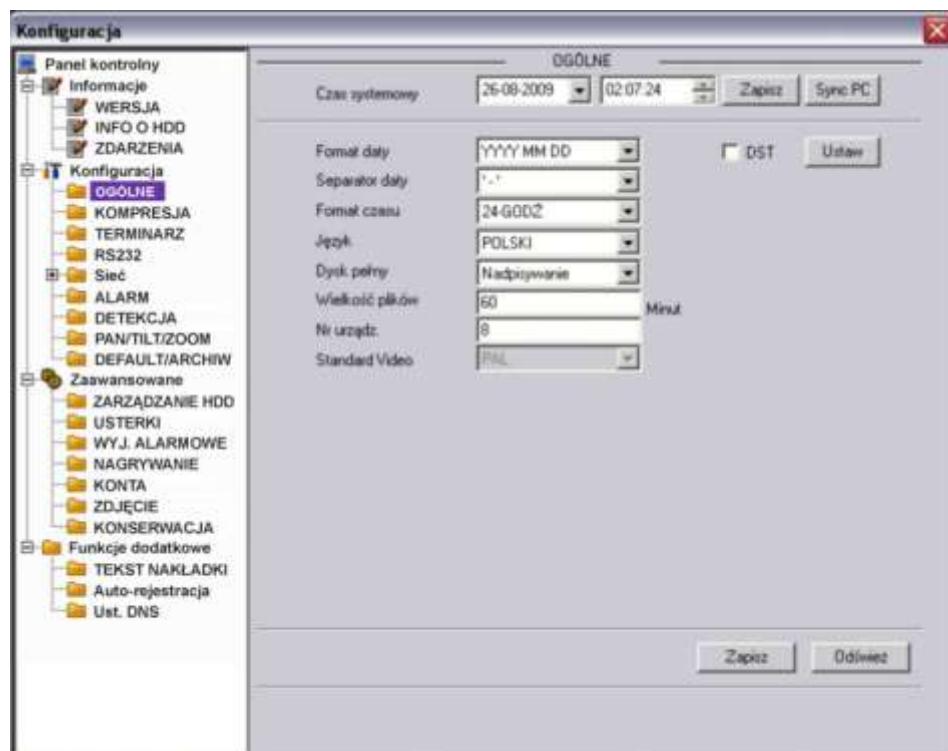 Konfiguracja
Panel kontrolny
Informacje
WERSJA
INFO O HDD
ZDARZENIA
Konfiguracja
OGÓLNE
KOMPRESJA
TERMINARZ
RS232
Sieć
ALARM
DETEKCJA
PAN/TILT/ZOOM
DEFAULT/ARCHIW
Zaawansowane
ZARZĄDZANIE HDD
USTERKI
WYJ. ALARMOWE
NAGRYWANIE
KONTA
ZDJĘCIE
KONSERWACJA
Funkcje dodatkowe
TEKST NAKŁADKI
Auto-rejestracja
Ust. DNS
OGÓLNE
Czas systemowy 26-08-2009 02:07:24 Zapisz Sync PC
Format daty YYYY MM DD DST Ustaw
Separator daty '-'
Format czasu 24-GODŹ
Język POLSKI
Dysk pełny Nadpisywanie
Wielkość plików 60 Minut
Nr urządz. 8
Standard Video PAL
Zapisz Odśwież